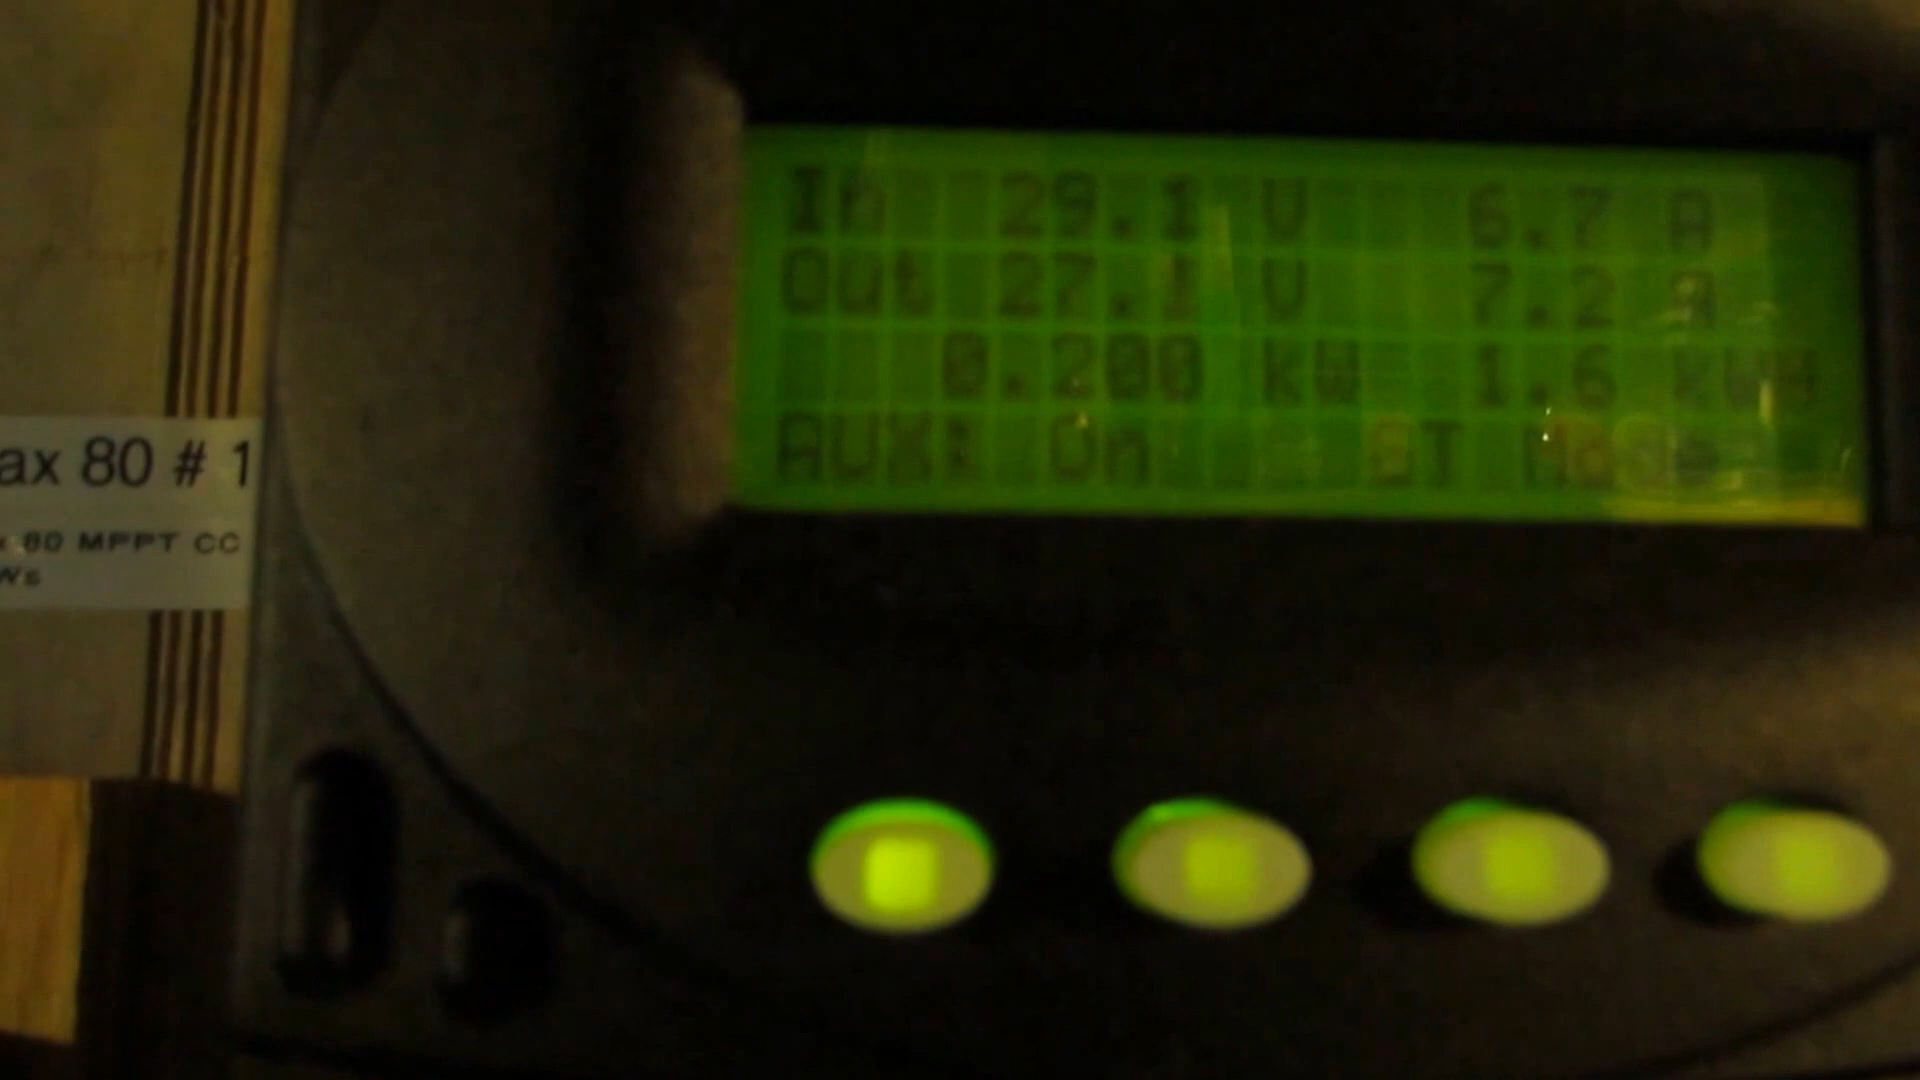 In 29.1 V 6.7 A
Out 27.1 V 7.2 A
0.200 kW 1.6 kWH
AUX: On
ax 80 # 1
80 MPPT CC
Ws